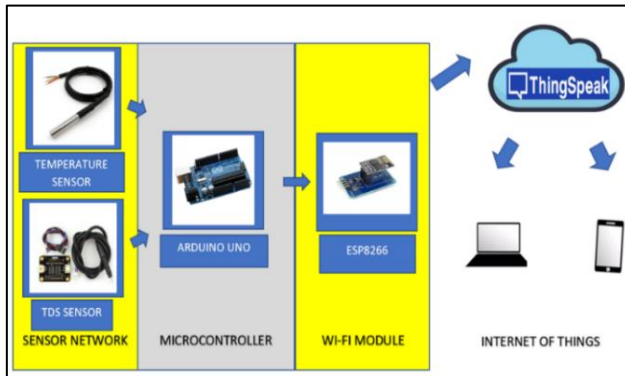 ThingSpeak
TEMPERATURE
SENSOR
ARDUINO UNO
ESP8266
TDS SENSOR
SENSOR NETWORK
MICROCONTROLLER
WI-FI MODULE
INTERNET OF THINGS